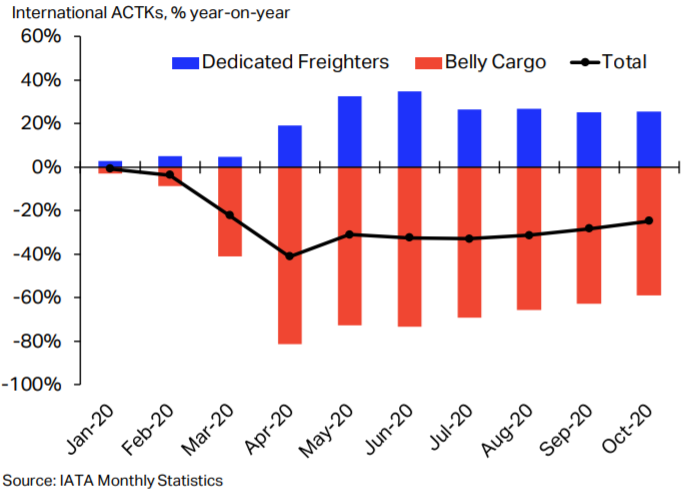 International ACTKs, % year-on-year
60%
Dedicated Freighters Belly Cargo Total
40%
20%
0%
-20%
-40%
-60%
-80%
-100%
Jan-20 Feb-20 Mar-20 Apr-20 May-20 Jun-20 Jul-20 Aug-20 Sep-20 Oct-20
Source: IATA Monthly Statistics